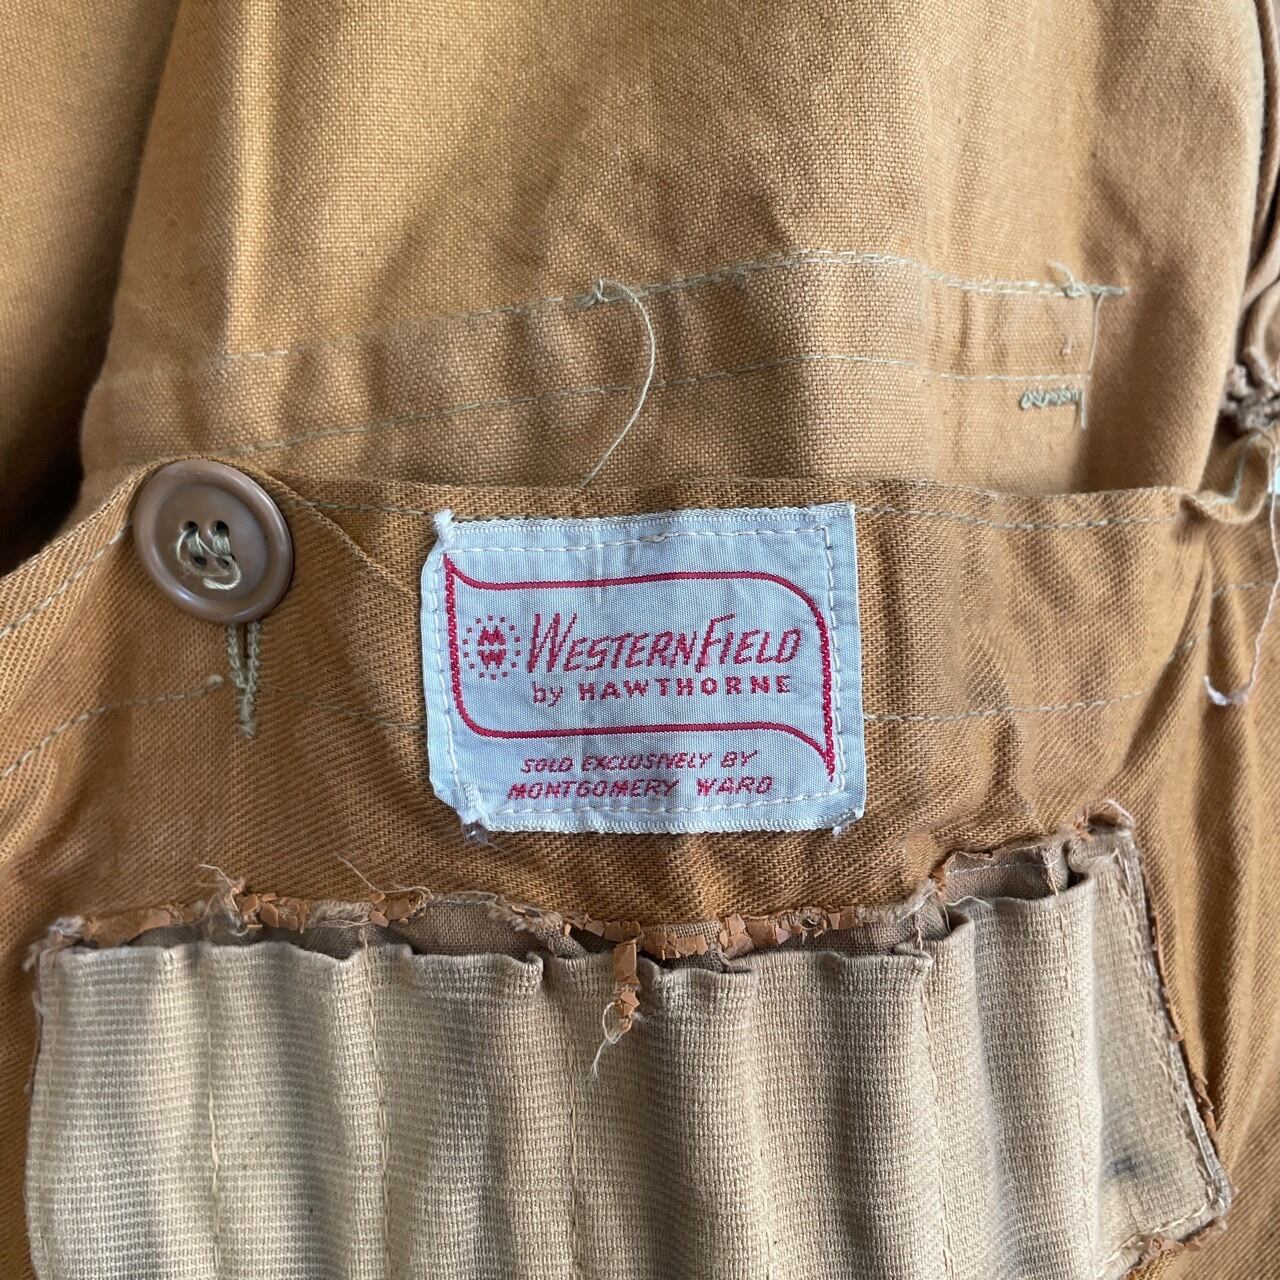 M
W
WESTERNFIELD
by HAWTHORNE
SOLD EXCLUSIVELY BY
MONTGOMERY WARD